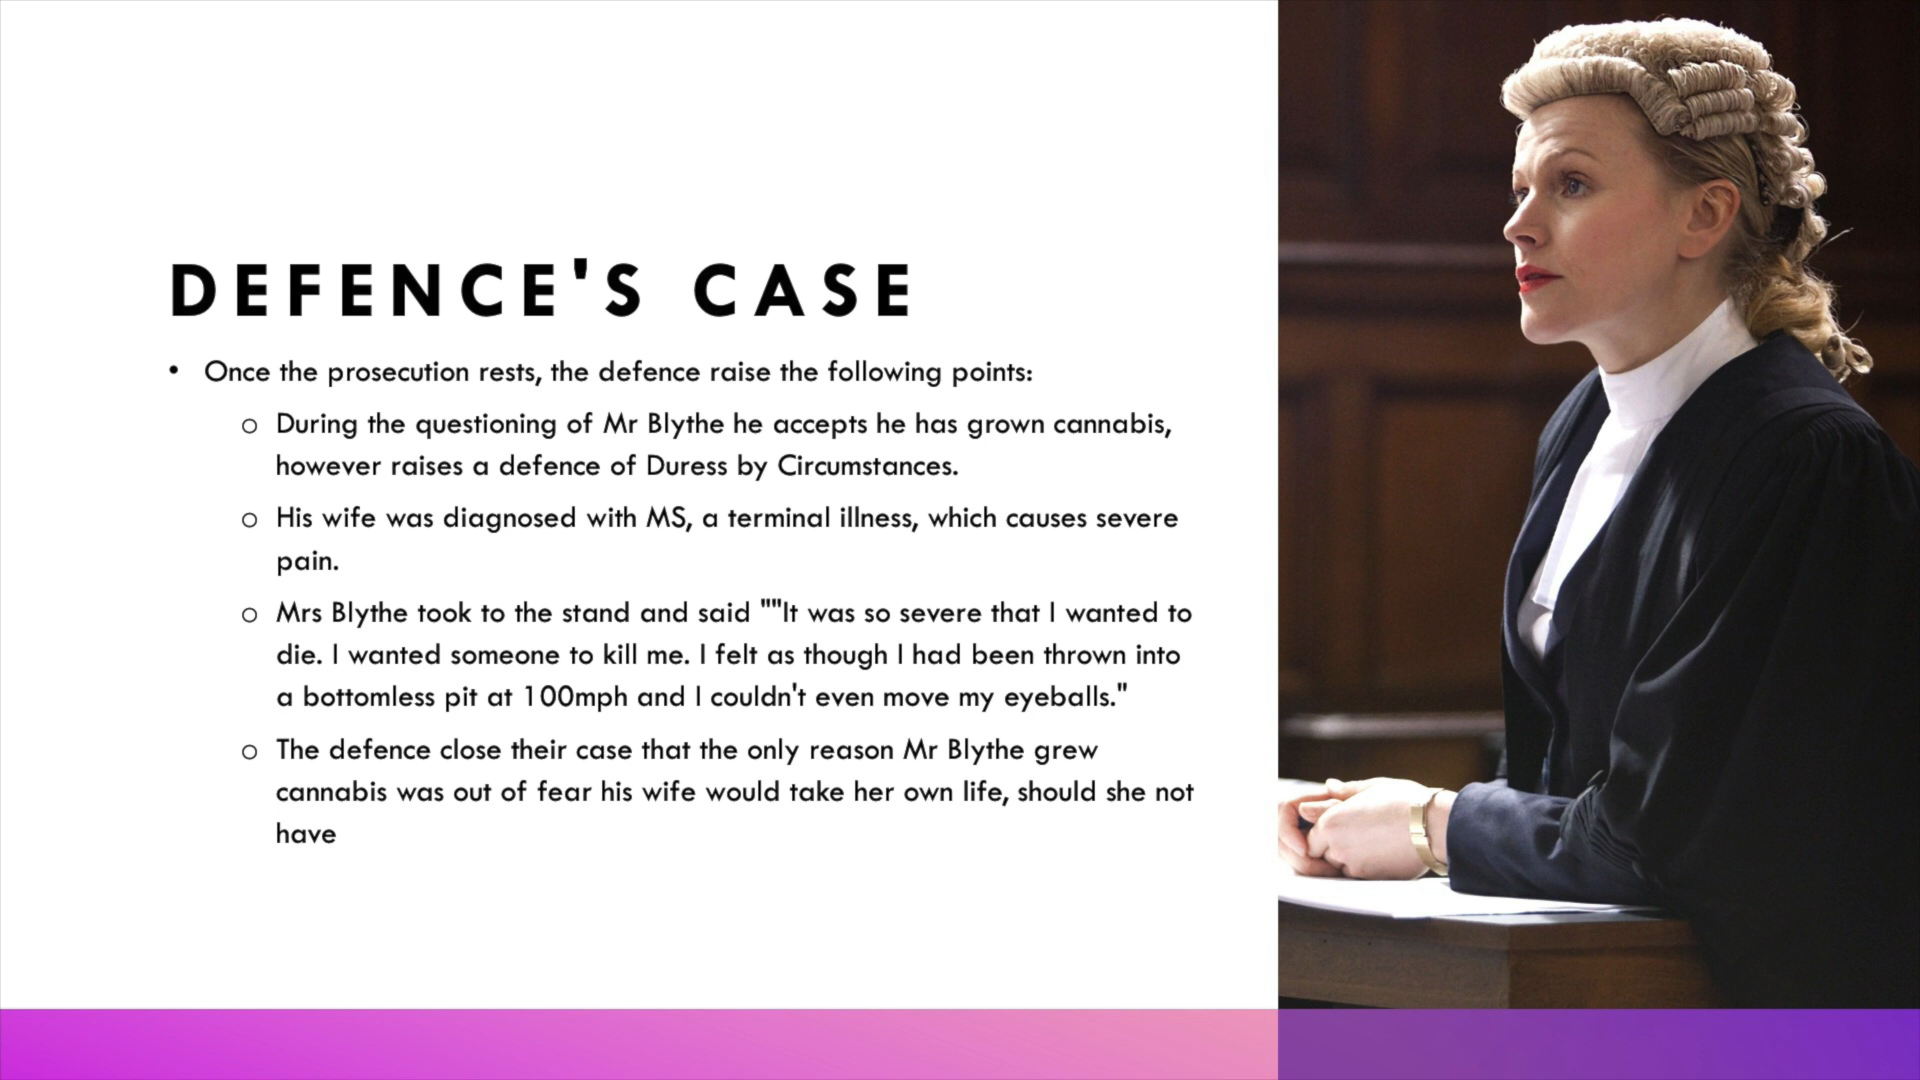 DEFENCE'S CASE
• Once the prosecution rests, the defence raise the following points:
o During the questioning of Mr Blythe he accepts he has grown cannabis,
however raises a defence of Duress by Circumstances.
o His wife was diagnosed with MS, a terminal illness, which causes severe
pain.
o Mrs Blythe took to the stand and said ""It was so severe that I wanted to
die. I wanted someone to kill me. I felt as though I had been thrown into
a bottomless pit at 100mph and I couldn't even move my eyeballs."
o The defence close their case that the only reason Mr Blythe grew
cannabis was out of fear his wife would take her own life, should she not
have